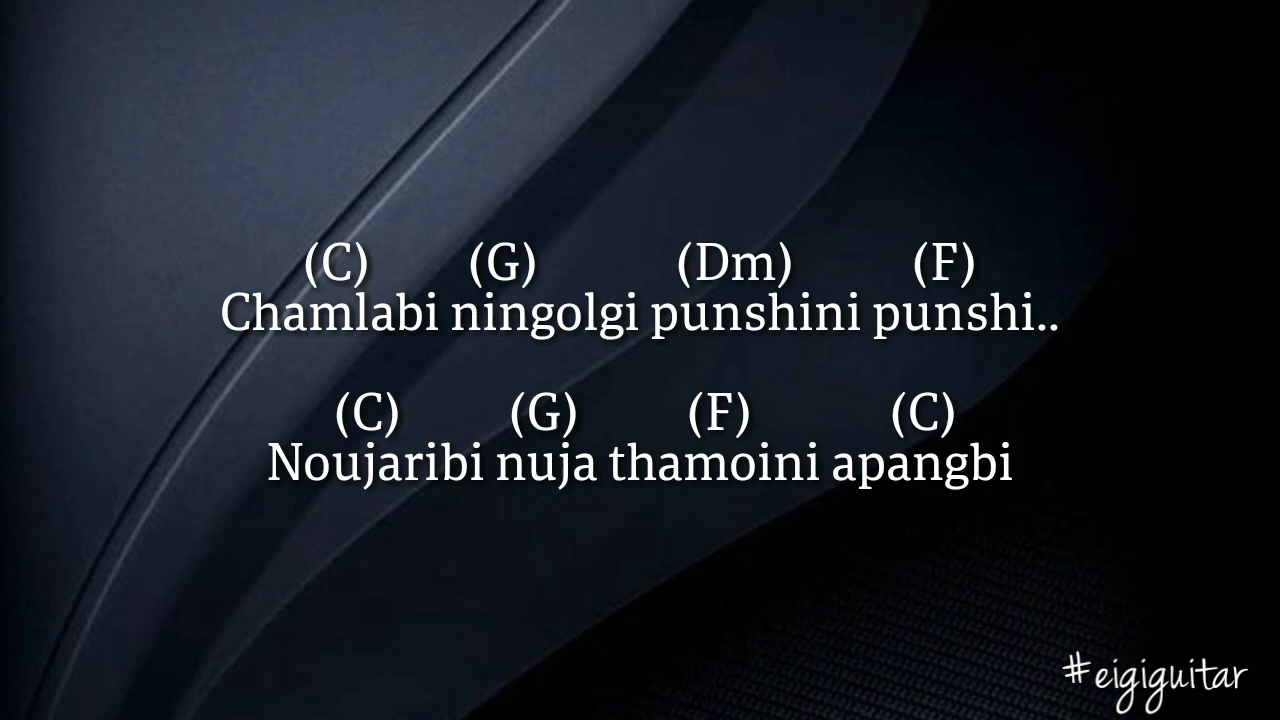 (C) (G) (Dm) (F)
Chamlabi ningolgi punshini punshi..
(C) (G) (F) (C)
Noujaribi nuja thamoini apangbi
#eigiguitar